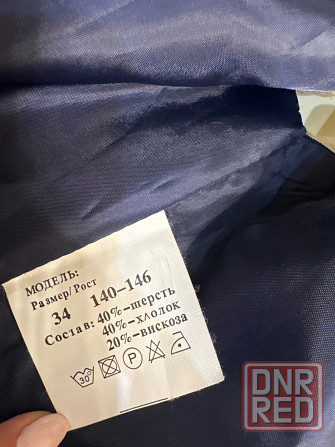 МОДЕЛЬ:
Размер/Рост
34 140–146
Состав: 40%–шерсть
40%–хлопок
20%–вискоза
30°
P
DNR
RED